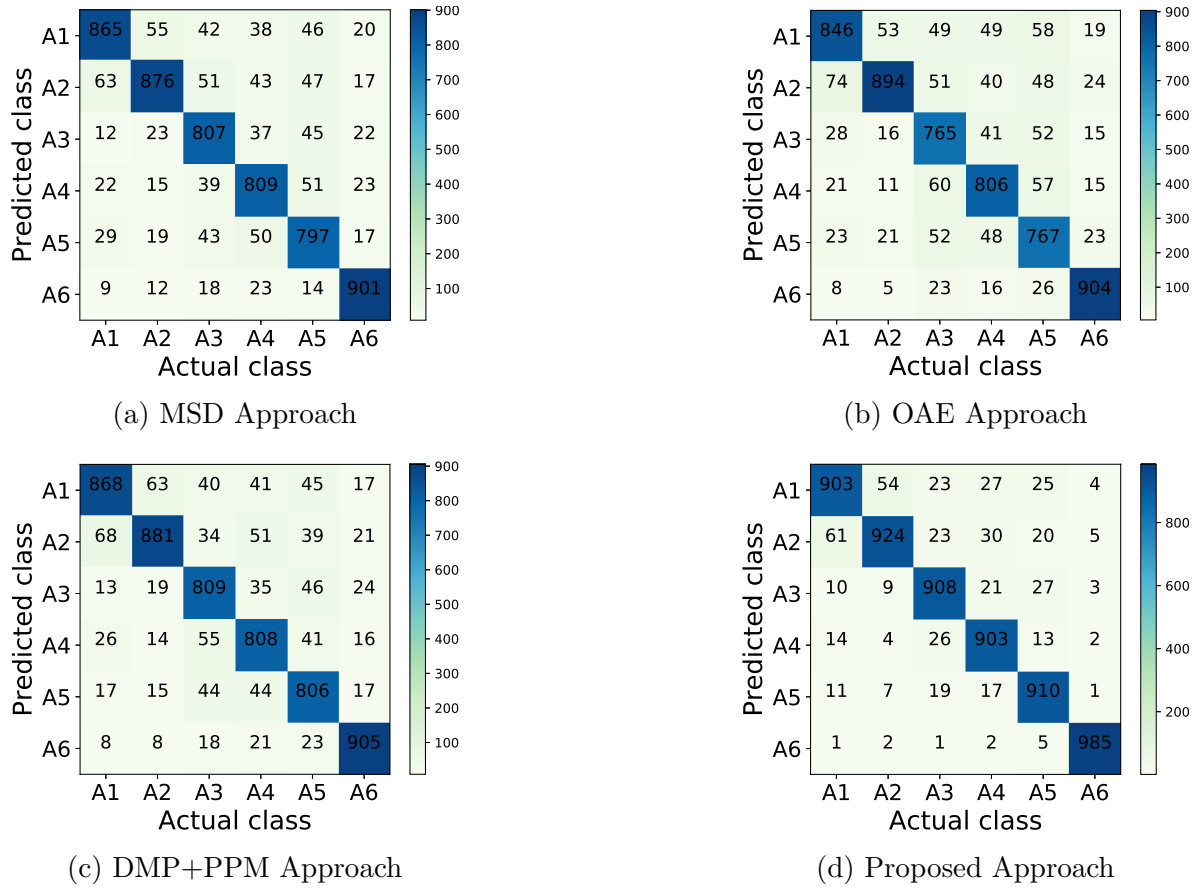 A1 865 55 42 38 46 20
A2 63 876 51 43 47 17
A3 12 23 807 37 45 22
A4 22 15 39 809 51 23
A5 29 19 43 50 797 17
A6 9 12 18 23 14 901
A1 A2 A3 A4 A5 A6
Actual class
Predicted class
900
800
700
600
500
400
300
200
100
(a) MSD Approach
A1 846 53 49 49 58 19
A2 74 894 51 40 48 24
A3 28 16 765 41 52 15
A4 21 11 60 806 57 15
A5 23 21 52 48 767 23
A6 8 5 23 16 26 904
A1 A2 A3 A4 A5 A6
Actual class
Predicted class
900
800
700
600
500
400
300
200
100
(b) OAE Approach
A1 868 63 40 41 45 17
A2 68 881 34 51 39 21
A3 13 19 809 35 46 24
A4 26 14 55 808 41 16
A5 17 15 44 44 806 17
A6 8 8 18 21 23 905
A1 A2 A3 A4 A5 A6
Actual class
Predicted class
900
800
700
600
500
400
300
200
100
(c) DMP+PPM Approach
A1 903 54 23 27 25 4
A2 61 924 23 30 20 5
A3 10 9 908 21 27 3
A4 14 4 26 903 13 2
A5 11 7 19 17 910 1
A6 1 2 1 2 5 985
A1 A2 A3 A4 A5 A6
Actual class
Predicted class
800
600
400
200
(d) Proposed Approach